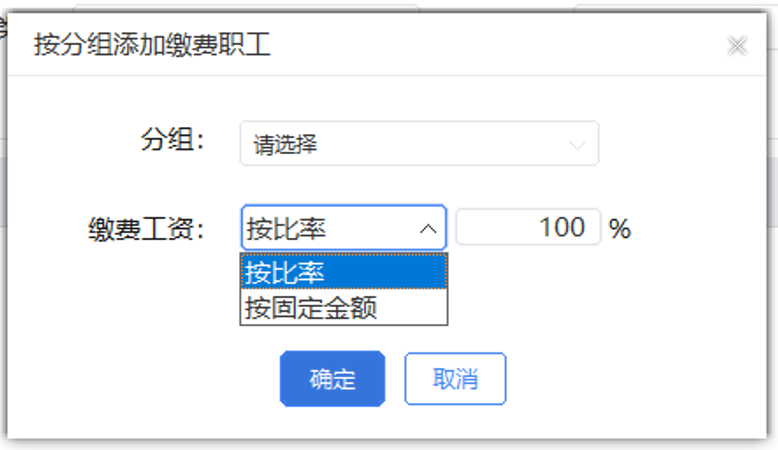 按分组添加缴费职工
分组：
请选择
缴费工资：
按比率
100 %
按比率
按固定金额
确定
取消